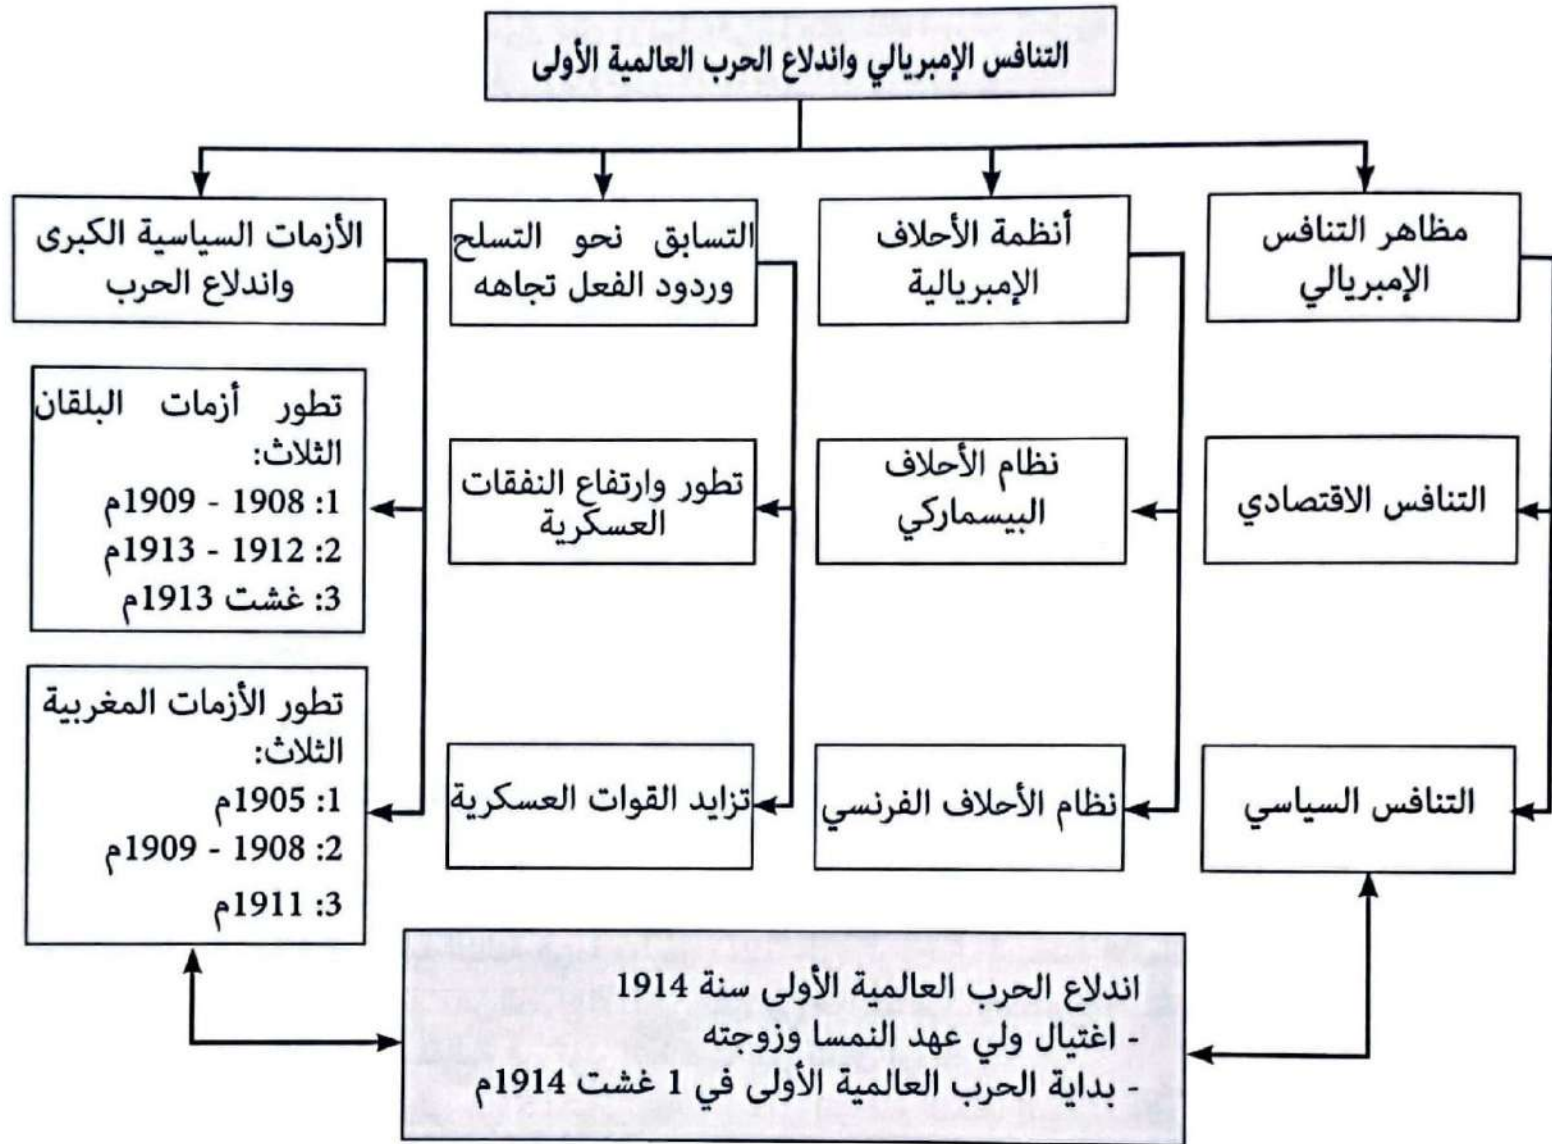 التنافس الإمبريالي واندلاع الحرب العالمية الأولى
مظاهر التنافس
الإمبريالي
التنافس الاقتصادي
التنافس السياسي
أنظمة الأحلاف
الإمبريالية
نظام الأحلاف
البيسماركي
نظام الأحلاف الفرنسي
التسابق نحو التسلح
وردود الفعل تجاهه
تطور وارتفاع النفقات
العسكرية
تزايد القوات العسكرية
الأزمات السياسية الكبرى
واندلاع الحرب
تطور أزمات البلقان
الثلاث:
1: 1908 - 1909م
2: 1912 - 1913م
3: غشت 1913م
تطور الأزمات المغربية
الثلاث:
1: 1905م
2: 1908 - 1909م
3: 1911م
اندلاع الحرب العالمية الأولى سنة 1914
- اغتيال ولي عهد النمسا وزوجته
- بداية الحرب العالمية الأولى في 1 غشت 1914م